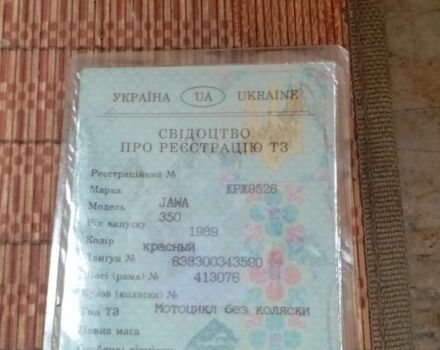 УКРАЇНА UA UKRAINE
СВІДОЦТВО
ПРО РЕЄСТРАЦІЮ ТЗ
Реєстраційний №
Марка КРЖ9526
Модель JAWA
350
Рік випуску 1989
Колір красный
Двигун № 638300343590
Шасі (рама) № 413076
Кузов (коляска) №
Тип ТЗ Мотоцикл без коляски
Повна маса